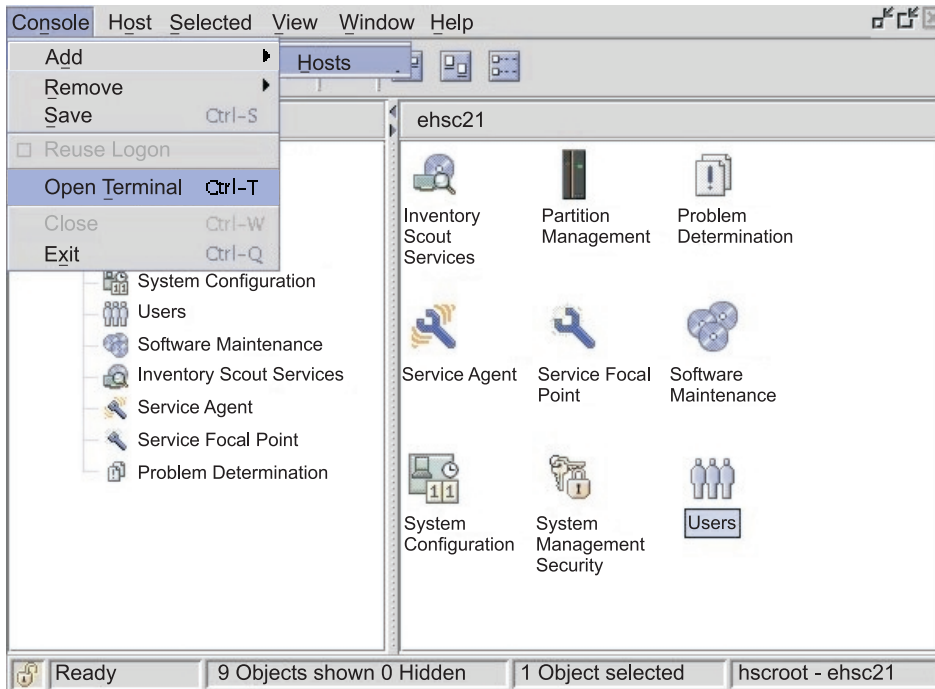 Console Host Selected View Window Help
Add
Hosts
Remove
Save Ctrl-S
Reuse Logon
Open Terminal Ctrl-T
Close Ctrl-W
Exit Ctrl-Q
System Configuration
Users
Software Maintenance
Inventory Scout Services
Service Agent
Service Focal Point
Problem Determination
ehsc21
Inventory
Scout
Services
Partition
Management
Problem
Determination
Service Agent
Service Focal
Point
Software
Maintenance
System
Configuration
System
Management
Security
Users
Ready 9 Objects shown 0 Hidden 1 Object selected hscroot - ehsc21